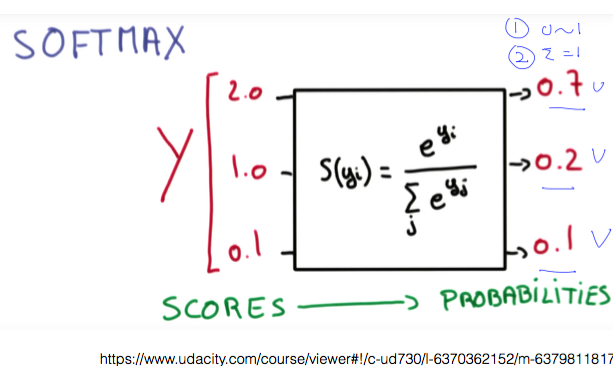 SOFTMAX
① 0~1
② Σ=1
Y
2.0
1.0
0.1
S(yi) = e^yi / Σj e^yj
→0.7 v
→0.2 v
→0.1 v
SCORES → PROBABILITIES
https://www.udacity.com/course/viewer#!/c-ud730/l-6370362152/m-6379811817